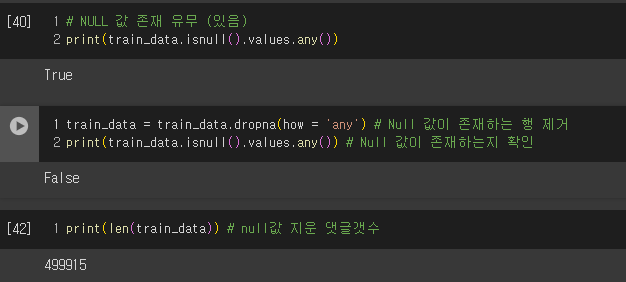 [40] 1 # NULL 값 존재 유무 (있음)
2 print(train_data.isnull().values.any())
True
1 train_data = train_data.dropna(how = 'any') # Null 값이 존재하는 행 제거
2 print(train_data.isnull().values.any()) # Null 값이 존재하는지 확인
False
[42] 1 print(len(train_data)) # null값 지운 댓글갯수
499915